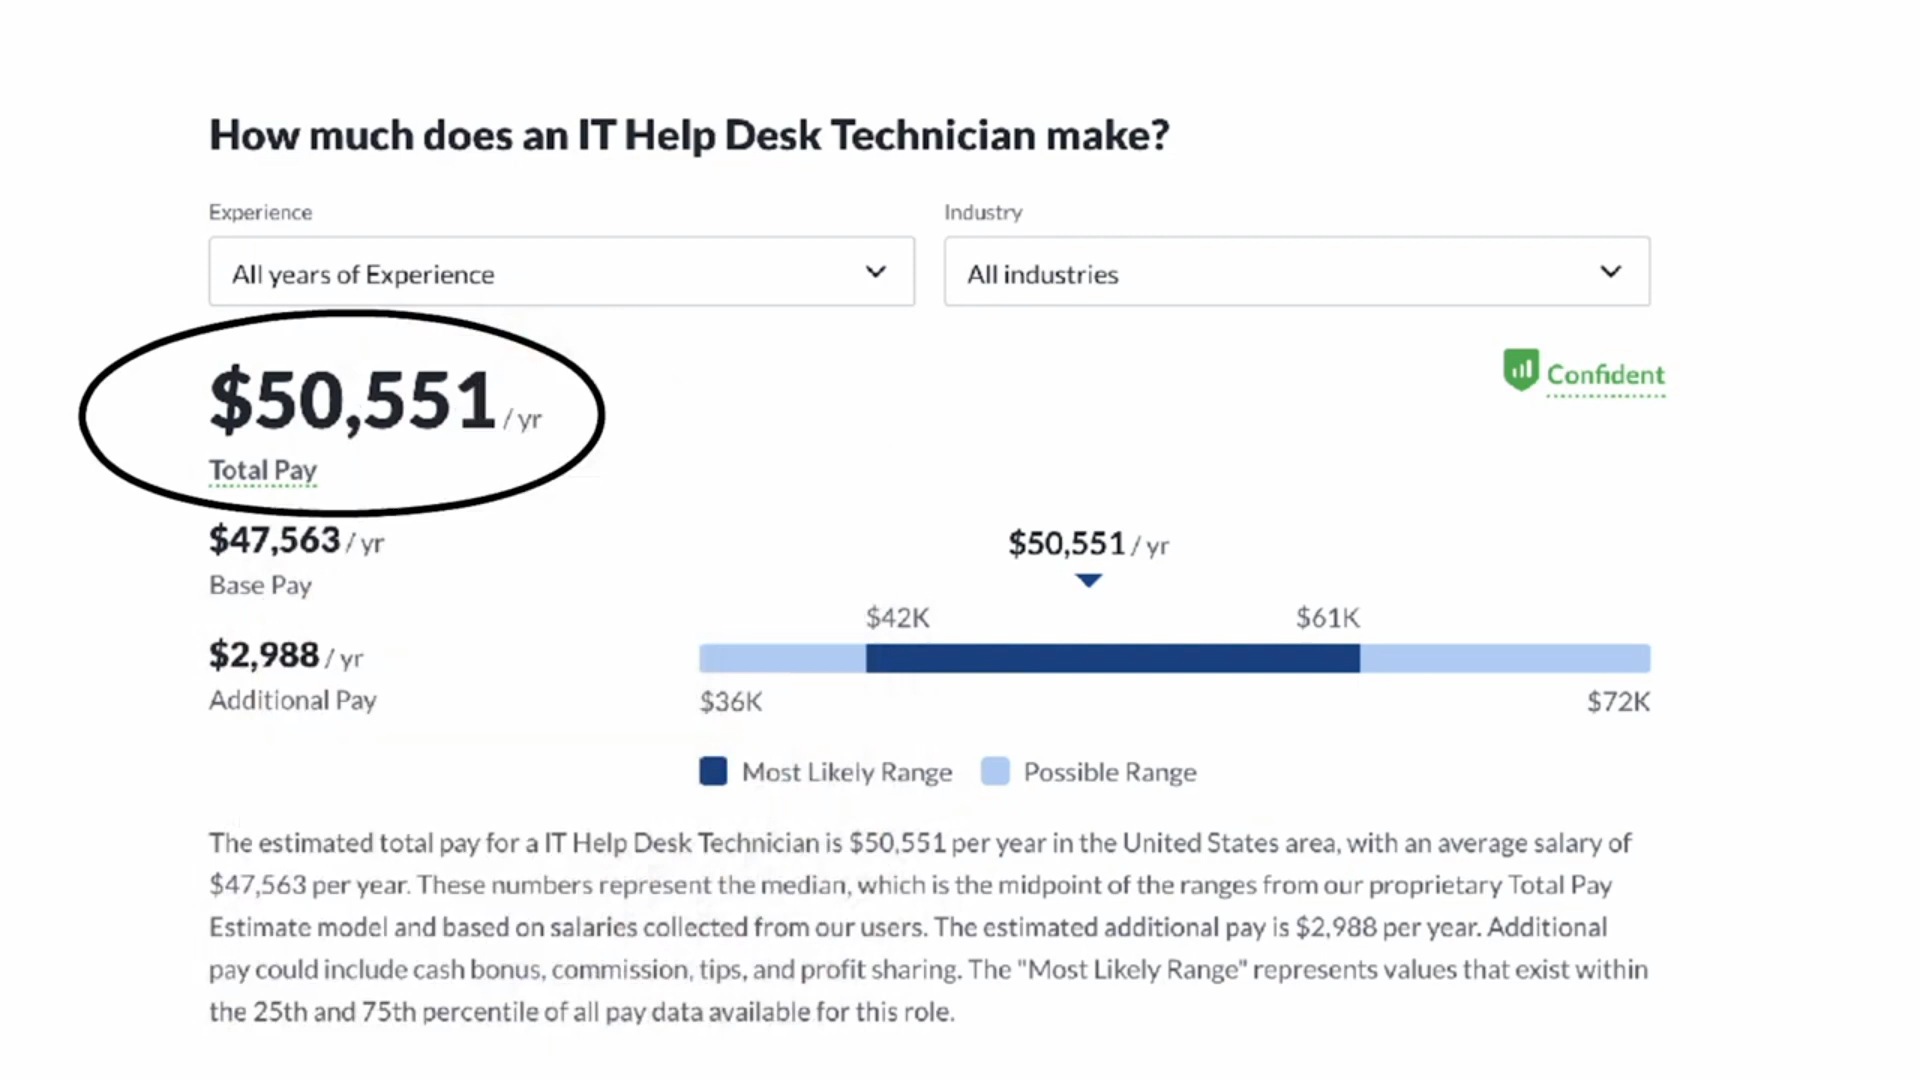 How much does an IT Help Desk Technician make?
Experience
Industry
All years of Experience
All industries
$50,551 / yr
Confident
Total Pay
$47,563 / yr
Base Pay
$50,551 / yr
$42K
$61K
$2,988 / yr
Additional Pay
$36K
$72K
Most Likely Range
Possible Range
The estimated total pay for a IT Help Desk Technician is $50,551 per year in the United States area, with an average salary of
$47,563 per year. These numbers represent the median, which is the midpoint of the ranges from our proprietary Total Pay
Estimate model and based on salaries collected from our users. The estimated additional pay is $2,988 per year. Additional
pay could include cash bonus, commission, tips, and profit sharing. The "Most Likely Range" represents values that exist within
the 25th and 75th percentile of all pay data available for this role.